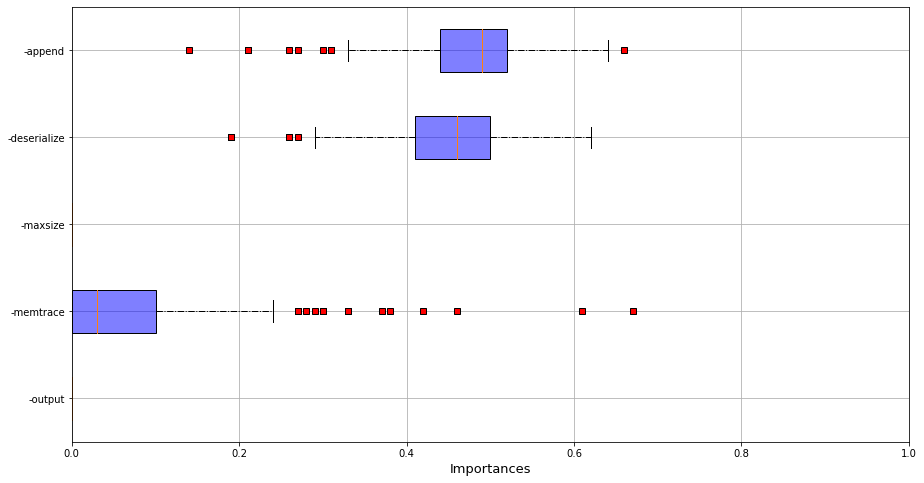 -append
-deserialize
-maxsize
-memtrace
-output
0.0 0.2 0.4 0.6 0.8 1.0
Importances